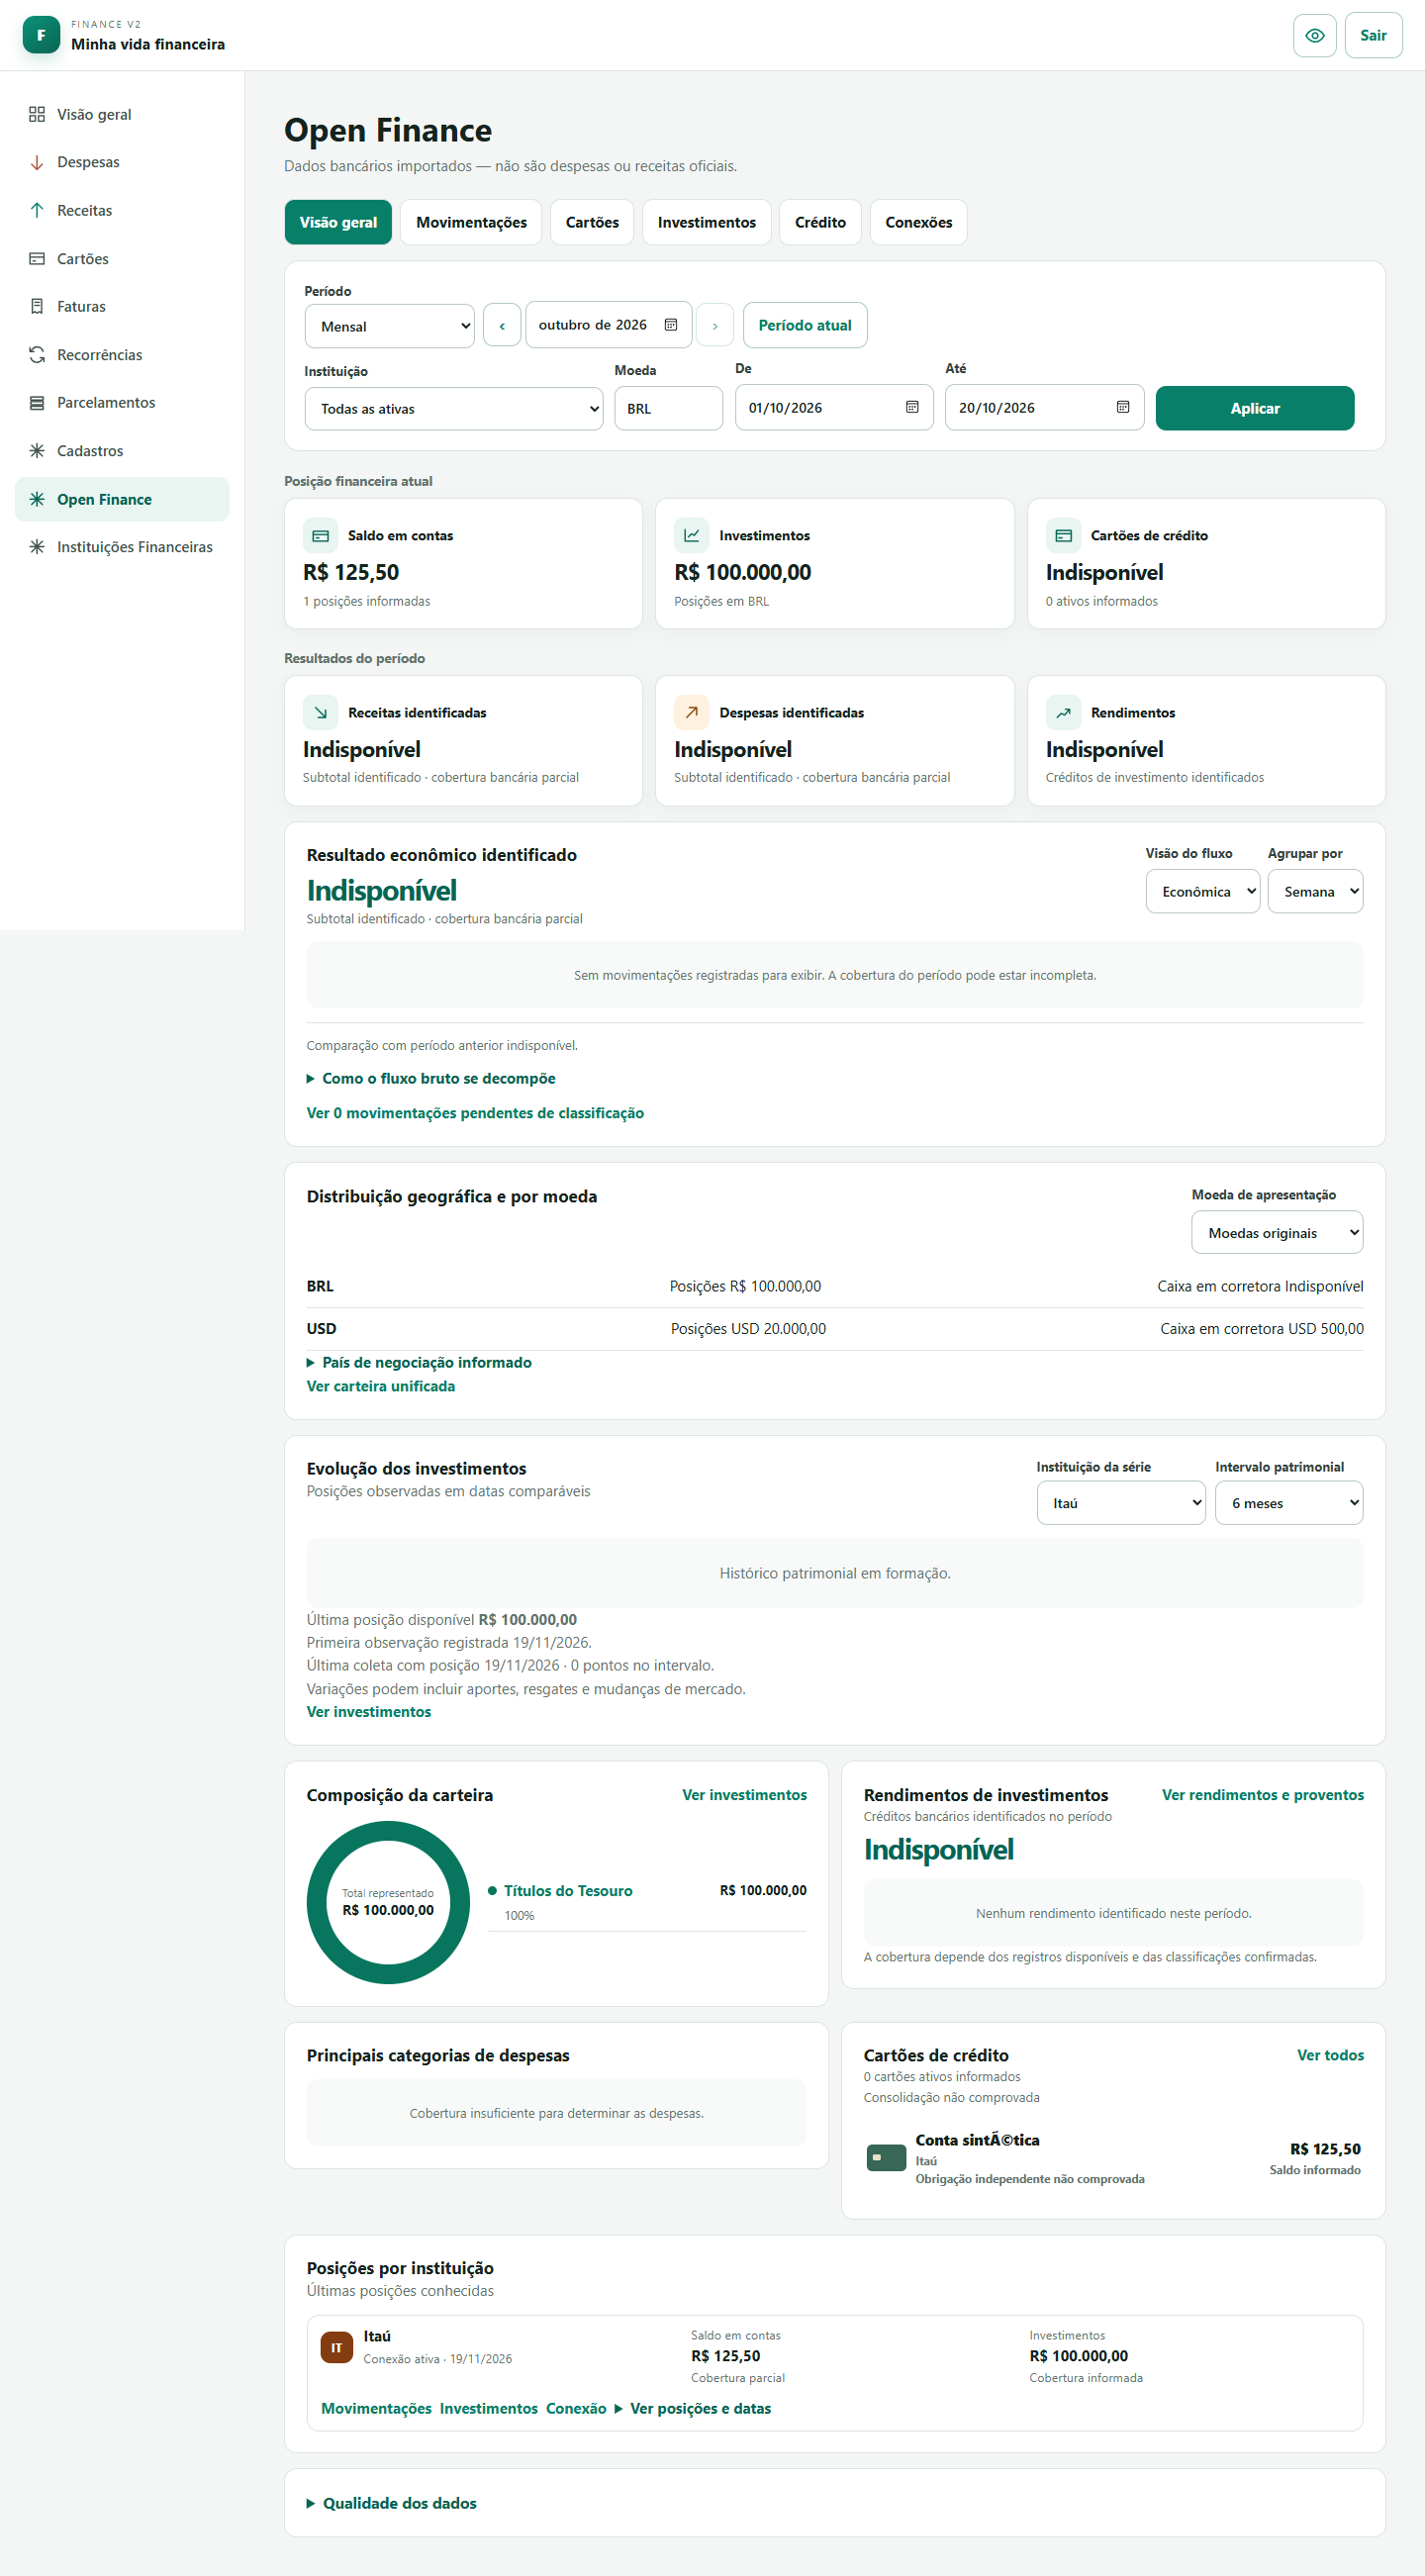 F
FINANCE V2
Minha vida financeira
Sair
Visão geral
Despesas
Receitas
Cartões
Faturas
Recorrências
Parcelamentos
Cadastros
Open Finance
Instituições Financeiras
Open Finance
Dados bancários importados — não são despesas ou receitas oficiais.
Visão geral Movimentações Cartões Investimentos Crédito Conexões
Período
Mensal ‹ outubro de 2026 › Período atual
Instituição Moeda De Até
Todas as ativas BRL 01/10/2026 20/10/2026 Aplicar
Posição financeira atual
Saldo em contas
R$ 125,50
1 posições informadas
Investimentos
R$ 100.000,00
Posições em BRL
Cartões de crédito
Indisponível
0 ativos informados
Resultados do período
Receitas identificadas
Indisponível
Subtotal identificado · cobertura bancária parcial
Despesas identificadas
Indisponível
Subtotal identificado · cobertura bancária parcial
Rendimentos
Indisponível
Créditos de investimento identificados
Resultado econômico identificado
Indisponível
Subtotal identificado · cobertura bancária parcial
Visão do fluxo Agrupar por
Econômica Semana
Sem movimentações registradas para exibir. A cobertura do período pode estar incompleta.
Comparação com período anterior indisponível.
Como o fluxo bruto se decompõe
Ver 0 movimentações pendentes de classificação
Distribuição geográfica e por moeda
Moeda de apresentação
Moedas originais
BRL Posições R$ 100.000,00 Caixa em corretora Indisponível
USD Posições USD 20.000,00 Caixa em corretora USD 500,00
País de negociação informado
Ver carteira unificada
Evolução dos investimentos
Posições observadas em datas comparáveis
Instituição da série Intervalo patrimonial
Itaú 6 meses
Histórico patrimonial em formação.
Última posição disponível R$ 100.000,00
Primeira observação registrada 19/11/2026.
Última coleta com posição 19/11/2026 · 0 pontos no intervalo.
Variações podem incluir aportes, resgates e mudanças de mercado.
Ver investimentos
Composição da carteira Ver investimentos
Total representado
R$ 100.000,00
Títulos do Tesouro R$ 100.000,00
100%
Rendimentos de investimentos Ver rendimentos e proventos
Créditos bancários identificados no período
Indisponível
Nenhum rendimento identificado neste período.
A cobertura depende dos registros disponíveis e das classificações confirmadas.
Principais categorias de despesas
Cobertura insuficiente para determinar as despesas.
Cartões de crédito Ver todos
0 cartões ativos informados
Consolidação não comprovada
Conta sintÃ©tica R$ 125,50
Itaú Saldo informado
Obrigação independente não comprovada
Posições por instituição
Últimas posições conhecidas
IT
Itaú
Conexão ativa · 19/11/2026
Saldo em contas
R$ 125,50
Cobertura parcial
Investimentos
R$ 100.000,00
Cobertura informada
Movimentações Investimentos Conexão Ver posições e datas
Qualidade dos dados